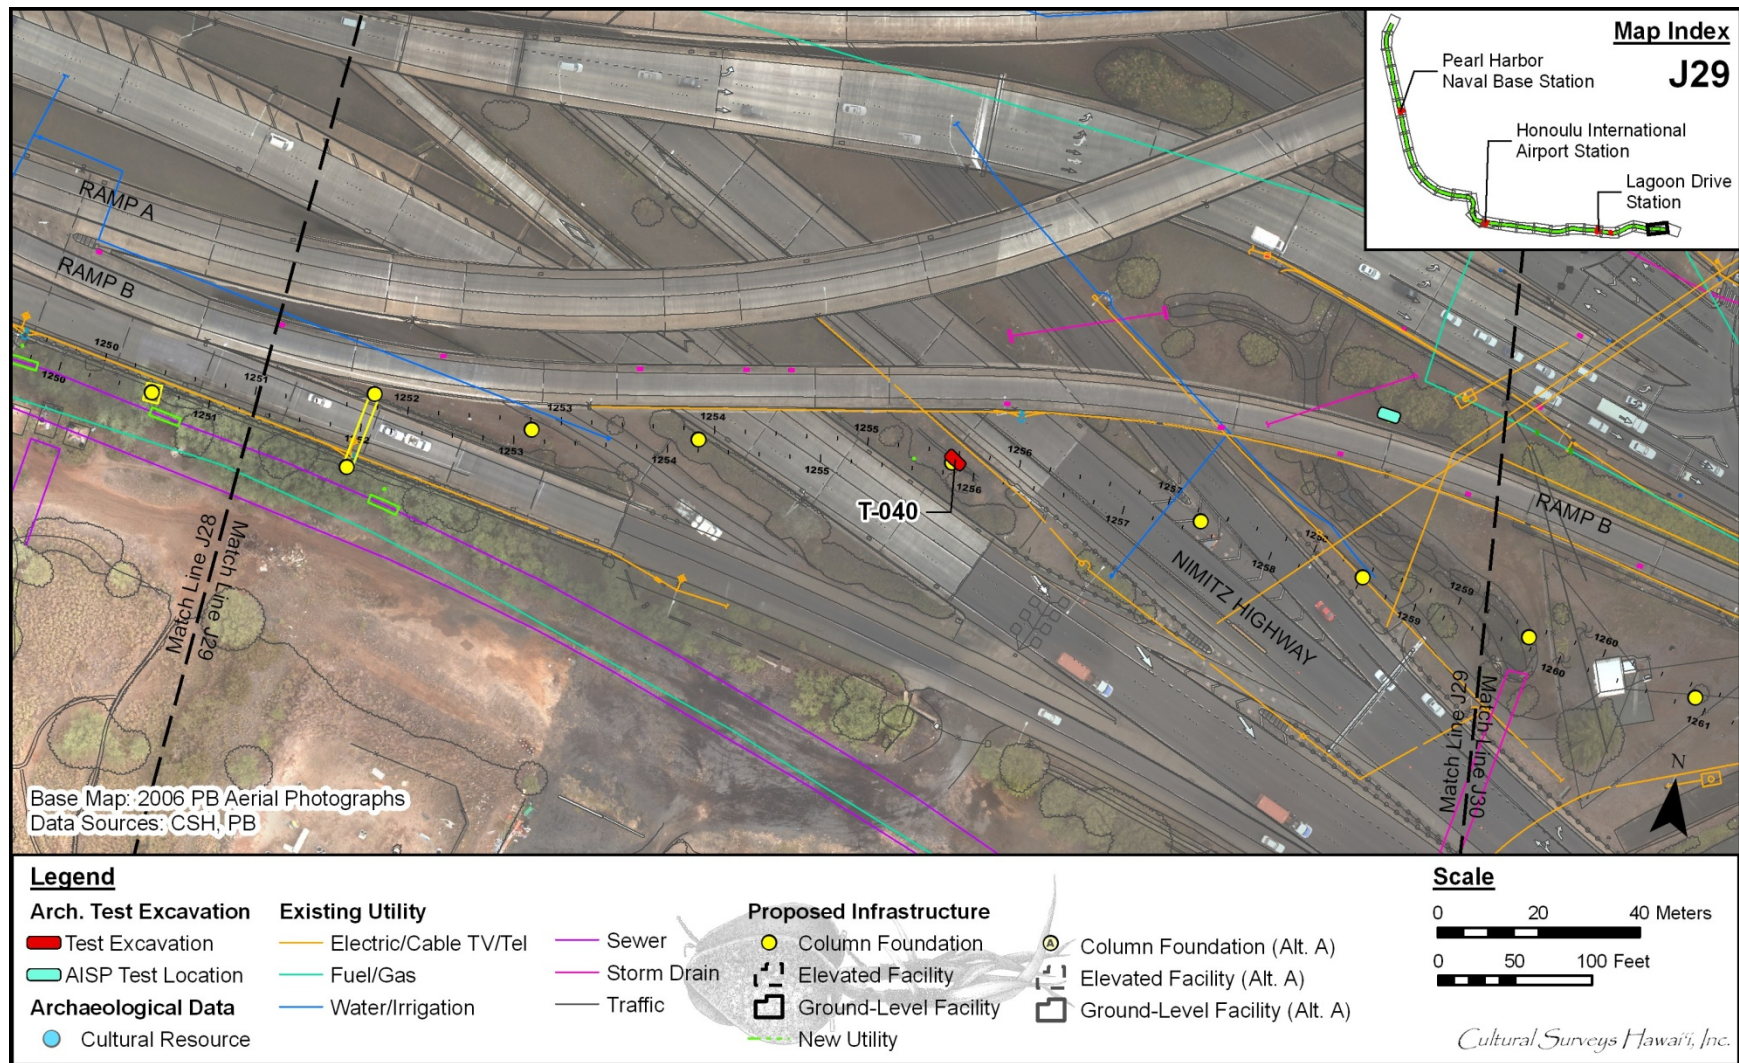 Map Index
J29
Pearl Harbor
Naval Base Station
Honoulu International
Airport Station
Lagoon Drive
Station
RAMP A
RAMP B
1250
1251
1252
1253
1254
1255
1256
1257
1258
1259
1260
1250
1251
1252
1253
1254
1255
1256
1257
1258
1259
1260
1261
T-040
NIMITZ HIGHWAY
RAMP B
Match Line J28
Match Line J29
Match Line J29
Match Line J30
N
Base Map: 2006 PB Aerial Photographs
Data Sources: CSH, PB
Legend
Arch. Test Excavation
Test Excavation
AISP Test Location
Archaeological Data
Cultural Resource
Existing Utility
Electric/Cable TV/Tel
Fuel/Gas
Water/Irrigation
Sewer
Storm Drain
Traffic
Proposed Infrastructure
Column Foundation
Elevated Facility
Ground-Level Facility
New Utility
A Column Foundation (Alt. A)
Elevated Facility (Alt. A)
Ground-Level Facility (Alt. A)
Scale
0 20 40 Meters
0 50 100 Feet
Cultural Surveys Hawai'i, Inc.